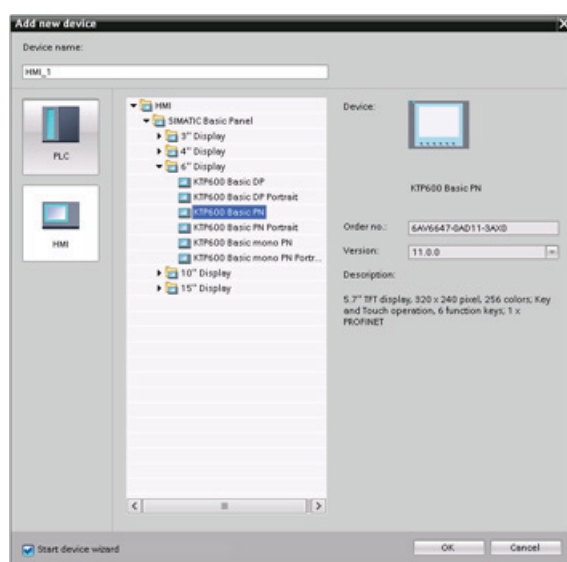 Add new device
Device name:
HMI_1
PLC
HMI
HMI
SIMATIC Basic Panel
3" Display
4" Display
6" Display
KTP600 Basic DP
KTP600 Basic DP Portrait
KTP600 Basic PN
KTP600 Basic PN Portrait
KTP600 Basic mono PN
KTP600 Basic mono PN Portr...
10" Display
15" Display
Device:
KTP600 Basic PN
Order no.: 6AV6647-0AD11-3AX0
Version: 11.0.0
Description:
5.7" TFT display, 320 x 240 pixel, 256 colors, Key
and Touch operation, 6 function keys; 1 x
PROFINET
Start device wizard
OK
Cancel